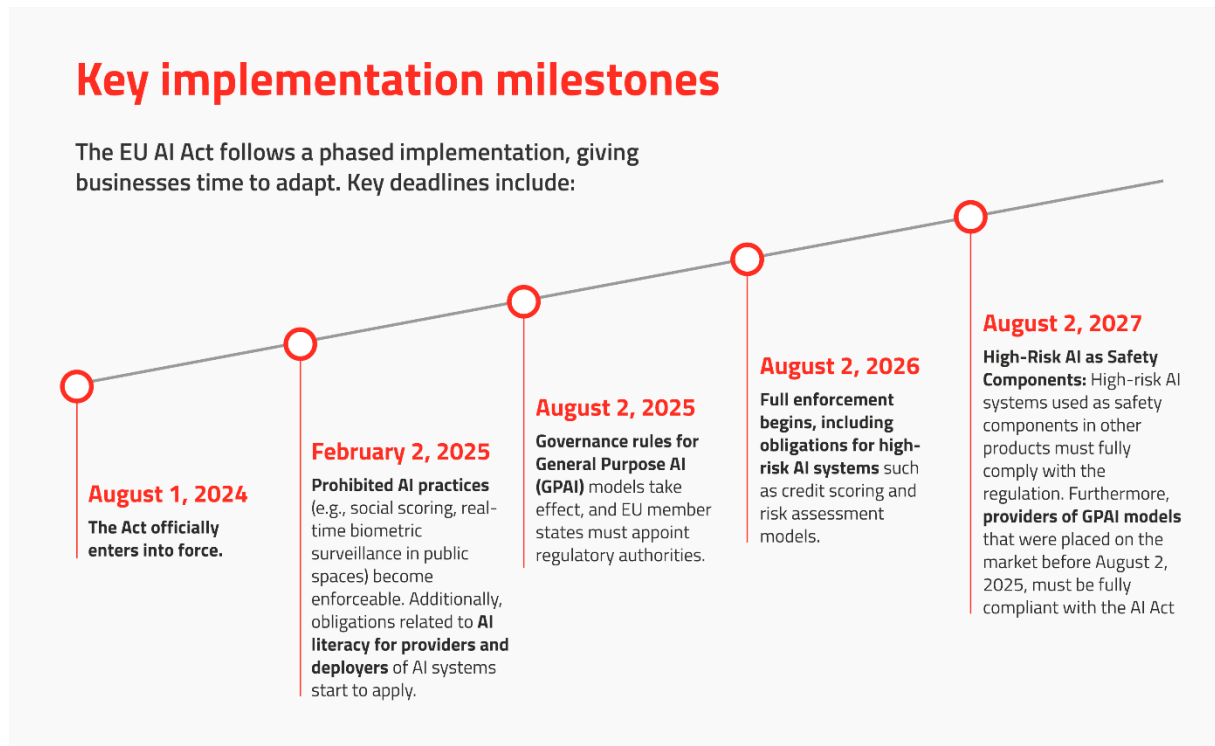 Key implementation milestones
The EU AI Act follows a phased implementation, giving
businesses time to adapt. Key deadlines include:
August 1, 2024
The Act officially
enters into force.
February 2, 2025
Prohibited AI practices
(e.g., social scoring, real-
time biometric
surveillance in public
spaces) become
enforceable. Additionally,
obligations related to AI
literacy for providers and
deployers of AI systems
start to apply.
August 2, 2025
Governance rules for
General Purpose AI
(GPAI) models take
effect, and EU member
states must appoint
regulatory authorities.
August 2, 2026
Full enforcement
begins, including
obligations for high-
risk AI systems such
as credit scoring and
risk assessment
models.
August 2, 2027
High-Risk AI as Safety
Components: High-risk AI
systems used as safety
components in other
products must fully
comply with the
regulation. Furthermore,
providers of GPAI models
that were placed on the
market before August 2,
2025, must be fully
compliant with the AI Act